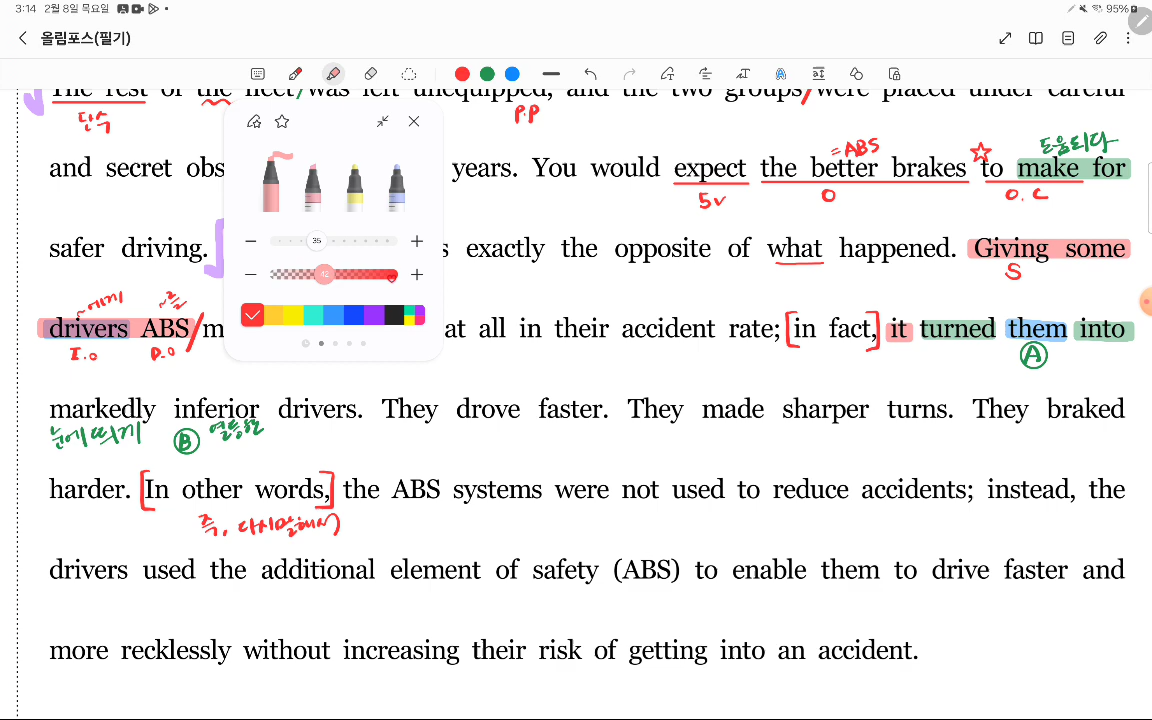 3:14 2월 8일 목요일 95%
올림포스(필기)
The rest of the fleet/was left unequipped, and the two groups/were placed under careful
단수 P.P
=ABS 도움되다
and secret obs years. You would expect the better brakes to make for
5v O O.C
35
safer driving. s exactly the opposite of what happened. Giving some
S
42
~에게 ~을
drivers ABS/m at all in their accident rate; [in fact,] it turned them into
I.O D.O A
markedly inferior drivers. They drove faster. They made sharper turns. They braked
눈에 띄게 B 열등한
harder. [In other words,] the ABS systems were not used to reduce accidents; instead, the
즉, 다시말해서
drivers used the additional element of safety (ABS) to enable them to drive faster and
more recklessly without increasing their risk of getting into an accident.